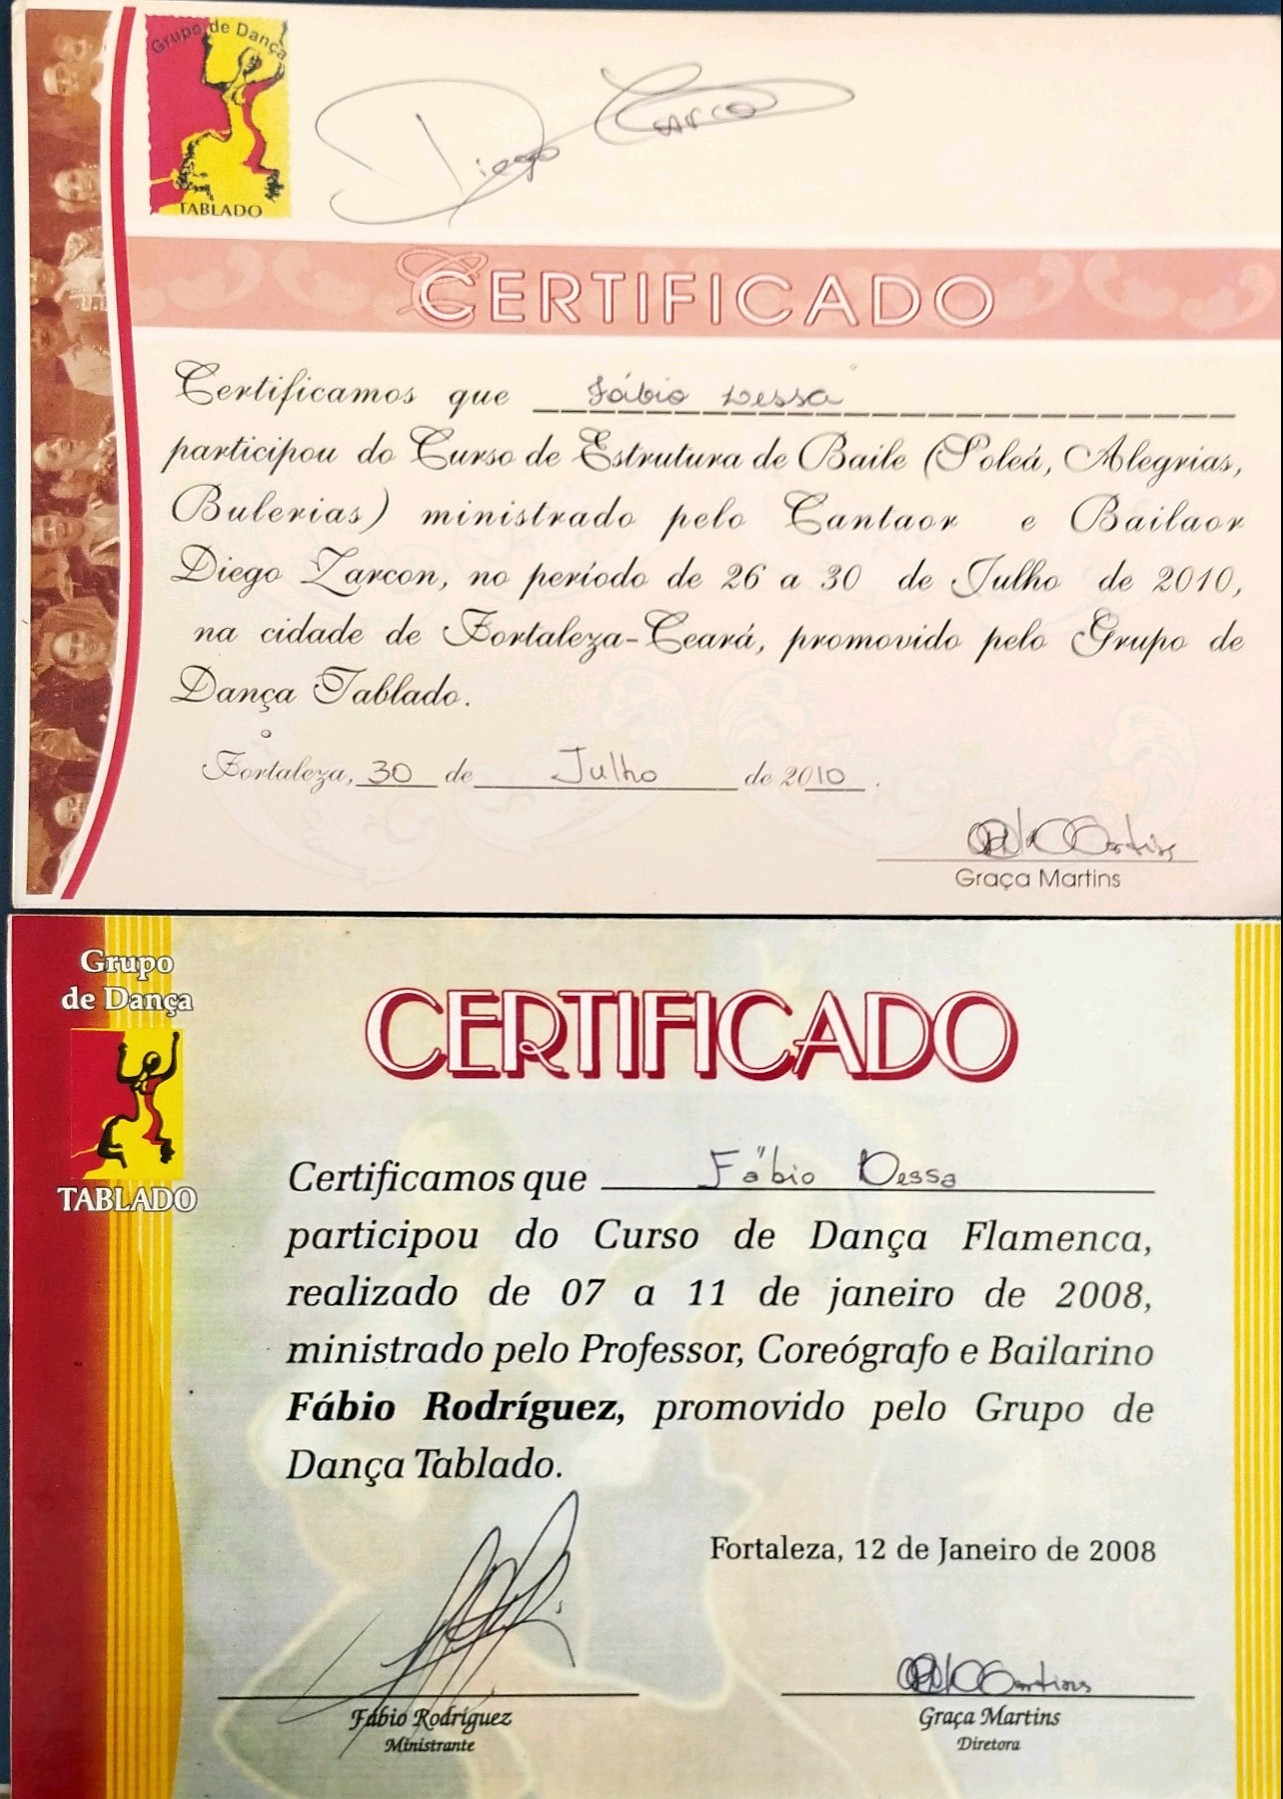 Grupo de Dança
TABLADO
Diego Zarcon
CERTIFICADO
Certificamos que Fábio Dessa
participou do Curso de Estrutura de Baile (Soleá, Alegrias,
Bulerias) ministrado pelo Cantaor e Bailaor
Diego Zarcon, no período de 26 a 30 de Julho de 2010,
na cidade de Fortaleza-Ceará, promovido pelo Grupo de
Dança Tablado.
Fortaleza, 30 de Julho de 2010.
Graça Martins
Grupo
de Dança
TABLADO
CERTIFICADO
Certificamos que Fábio Dessa
participou do Curso de Dança Flamenca,
realizado de 07 a 11 de janeiro de 2008,
ministrado pelo Professor, Coreógrafo e Bailarino
Fábio Rodríguez, promovido pelo Grupo de
Dança Tablado.
Fortaleza, 12 de Janeiro de 2008
Fábio Rodríguez
Ministrante
Graça Martins
Diretora